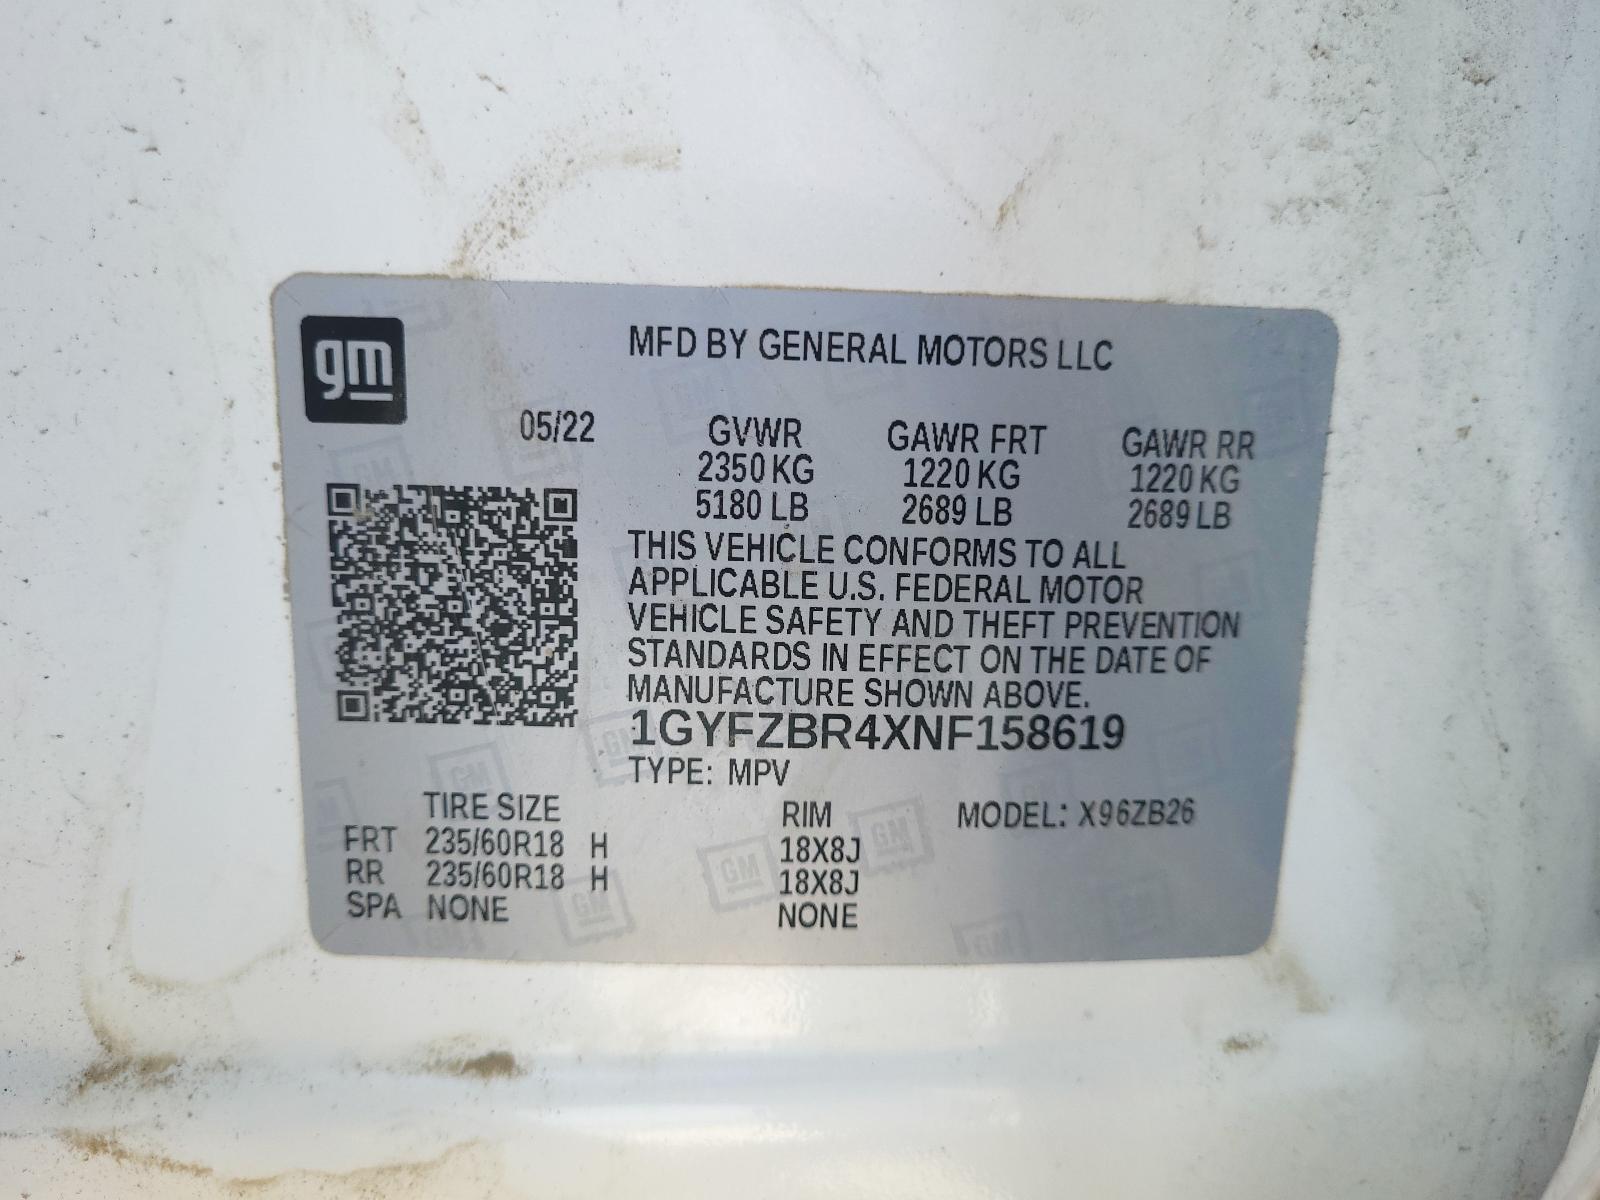 gm
MFD BY GENERAL MOTORS LLC
05/22 GVWR GAWR FRT GAWR RR
2350 KG 1220 KG 1220 KG
5180 LB 2689 LB 2689 LB
THIS VEHICLE CONFORMS TO ALL
APPLICABLE U.S. FEDERAL MOTOR
VEHICLE SAFETY AND THEFT PREVENTION
STANDARDS IN EFFECT ON THE DATE OF
MANUFACTURE SHOWN ABOVE.
1GYFZBR4XNF158619
TYPE: MPV
TIRE SIZE RIM MODEL: X96ZB26
FRT 235/60R18 H 18X8J
RR 235/60R18 H 18X8J
SPA NONE NONE